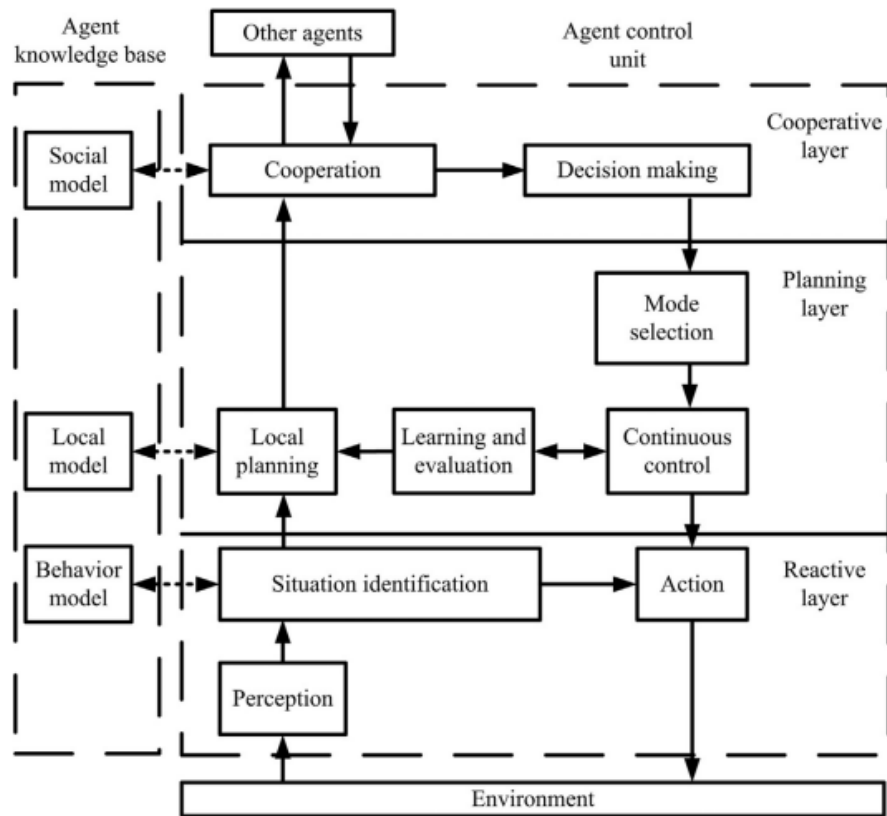 Agent
knowledge base
Other agents
Agent control
unit
Cooperative
layer
Social
model
Cooperation
Decision making
Planning
layer
Mode
selection
Local
model
Local
planning
Learning and
evaluation
Continuous
control
Behavior
model
Situation identification
Action
Reactive
layer
Perception
Environment